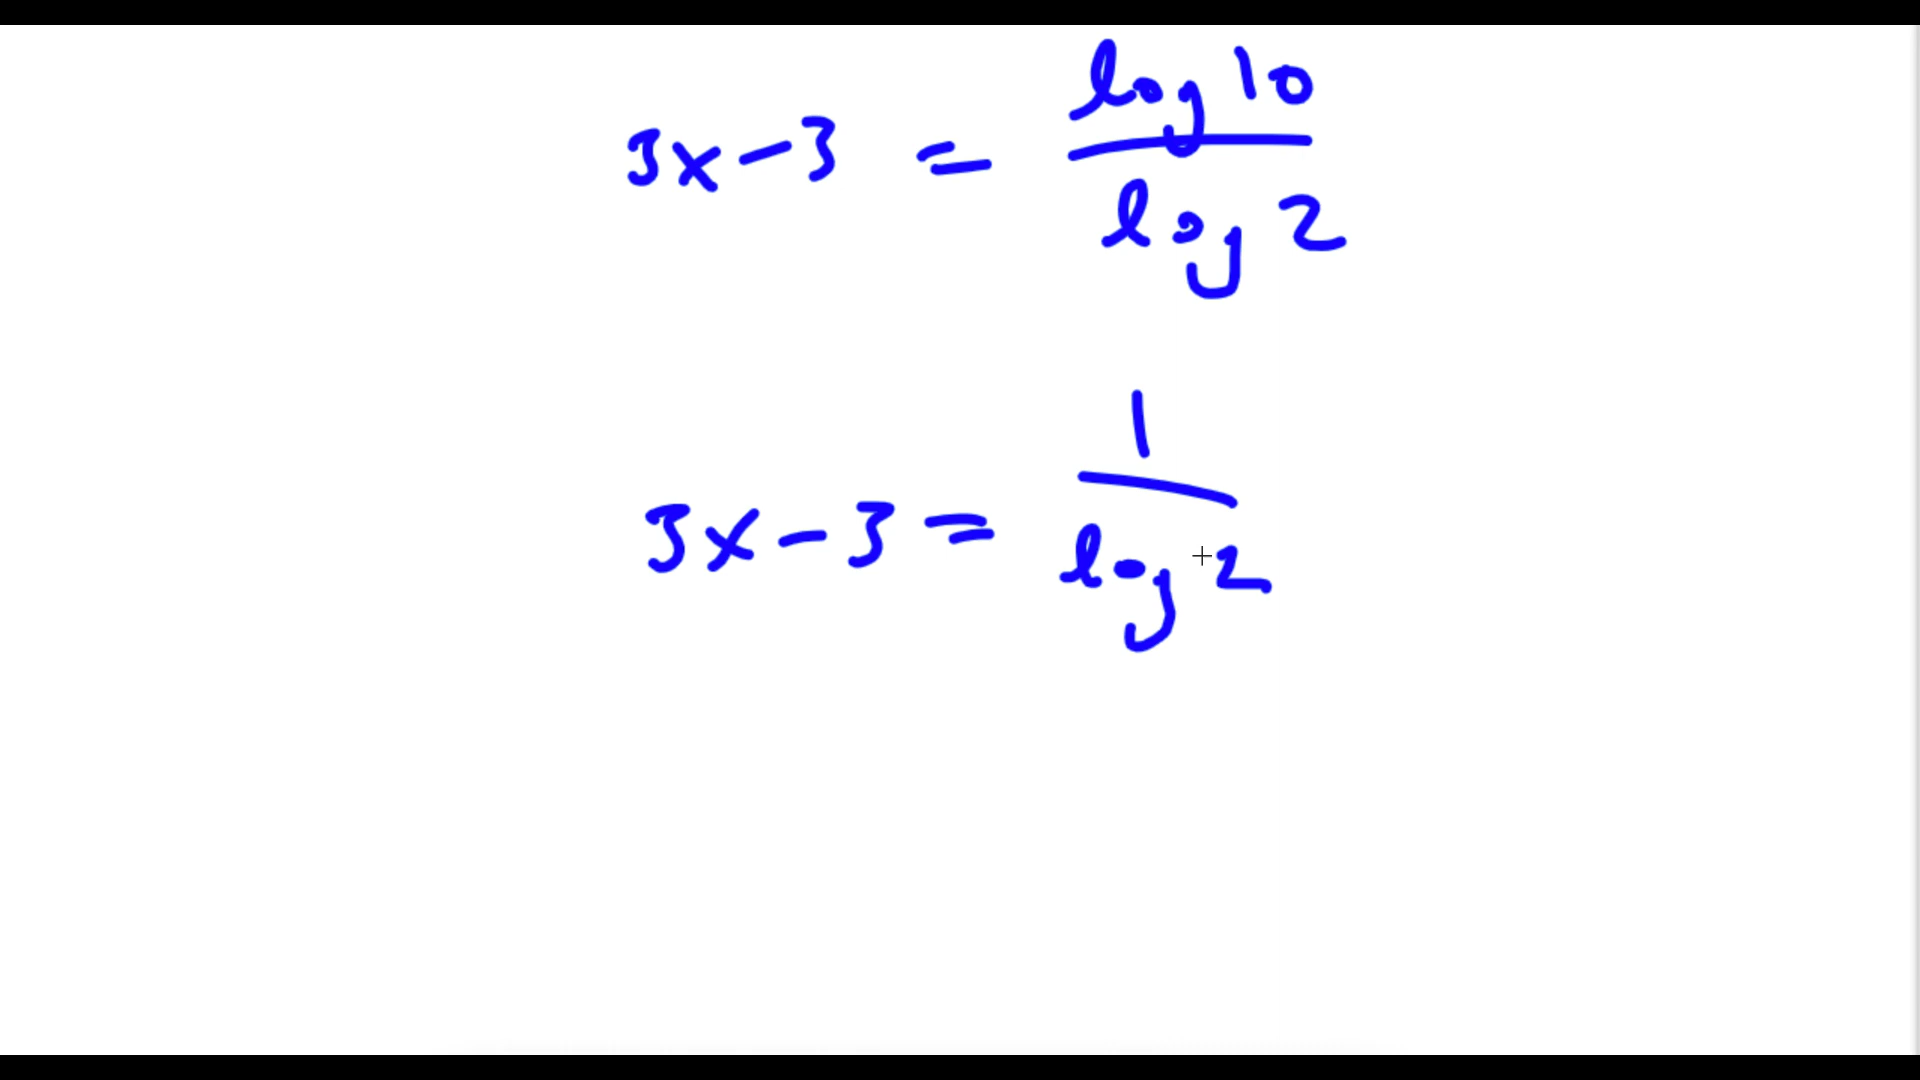 3x - 3 = log 10 / log 2
3x - 3 = 1 / log 2